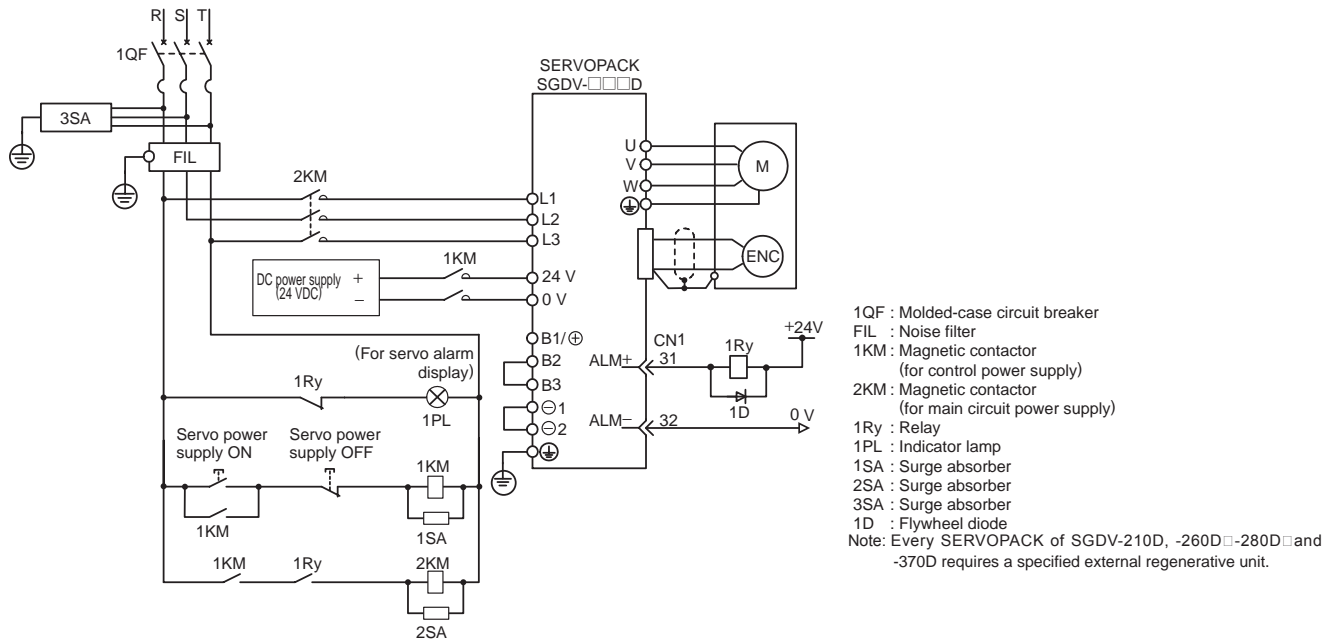 R S T
1QF
3SA
FIL
SERVOPACK
SGDV-□□□D
2KM
L1
L2
L3
U
V
W
M
ENC
DC power supply
(24 VDC)
+
−
1KM
24 V
0 V
B1/⊕
B2
B3
⊖1
⊖2
CN1
ALM+ 31
1Ry
+24V
1D
ALM− 32
0 V
(For servo alarm
display)
1Ry
1PL
Servo power
supply ON
Servo power
supply OFF
1KM
1KM
1SA
1KM
1Ry
2KM
2SA
1QF : Molded-case circuit breaker
FIL : Noise filter
1KM : Magnetic contactor
(for control power supply)
2KM : Magnetic contactor
(for main circuit power supply)
1Ry : Relay
1PL : Indicator lamp
1SA : Surge absorber
2SA : Surge absorber
3SA : Surge absorber
1D : Flywheel diode
Note: Every SERVOPACK of SGDV-210D, -260D□-280D□and
-370D requires a specified external regenerative unit.